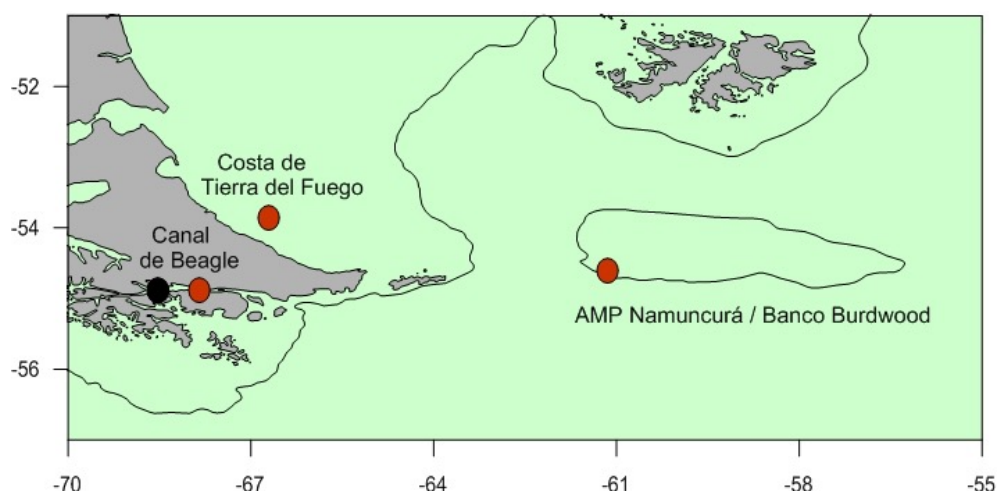 -52
-54
-56
Costa de
Tierra del Fuego
Canal
de Beagle
AMP Namuncurá / Banco Burdwood
-70
-67
-64
-61
-58
-55